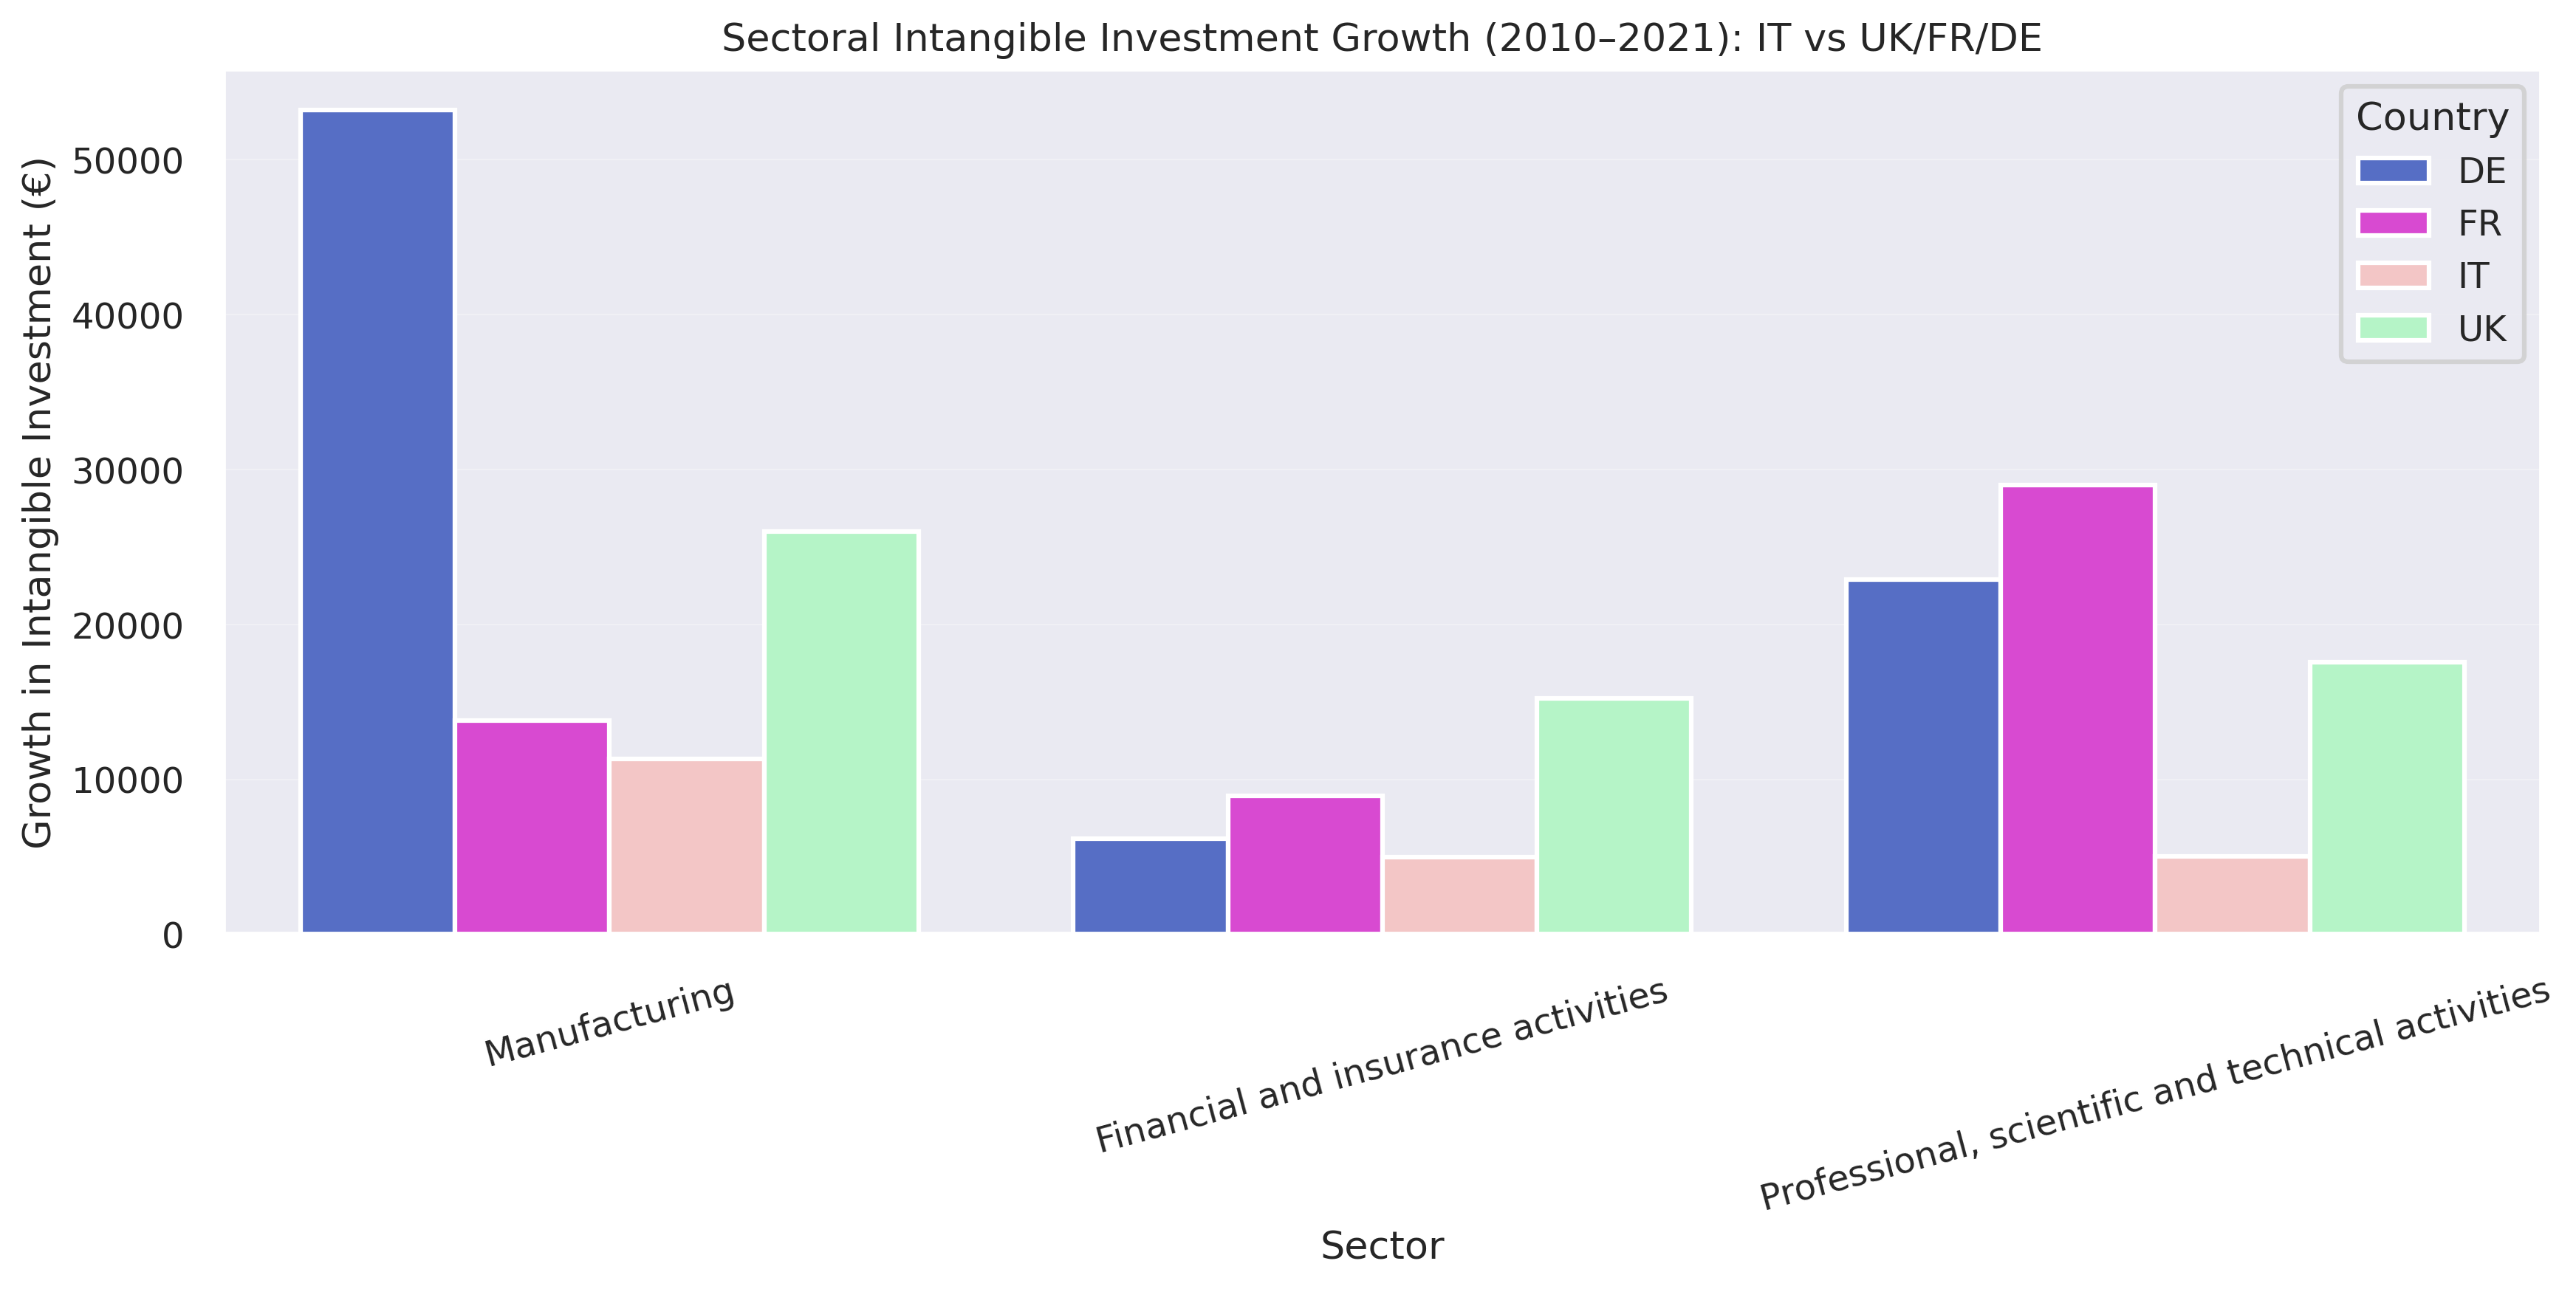 Sectoral Intangible Investment Growth (2010–2021): IT vs UK/FR/DE
Growth in Intangible Investment (€)
50000
40000
30000
20000
10000
0
Country
DE
FR
IT
UK
Manufacturing
Financial and insurance activities
Professional, scientific and technical activities
Sector